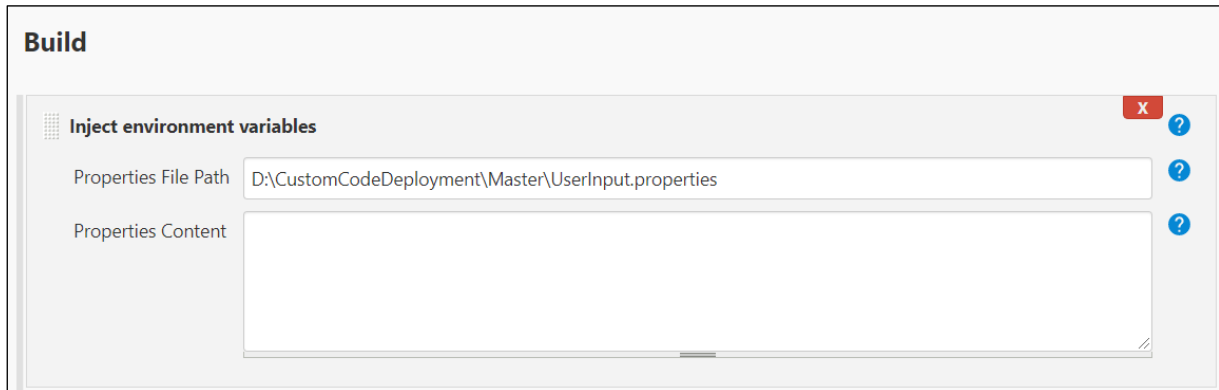 Build
X
Inject environment variables
?
Properties File Path
D:\CustomCodeDeployment\Master\UserInput.properties
?
Properties Content
?